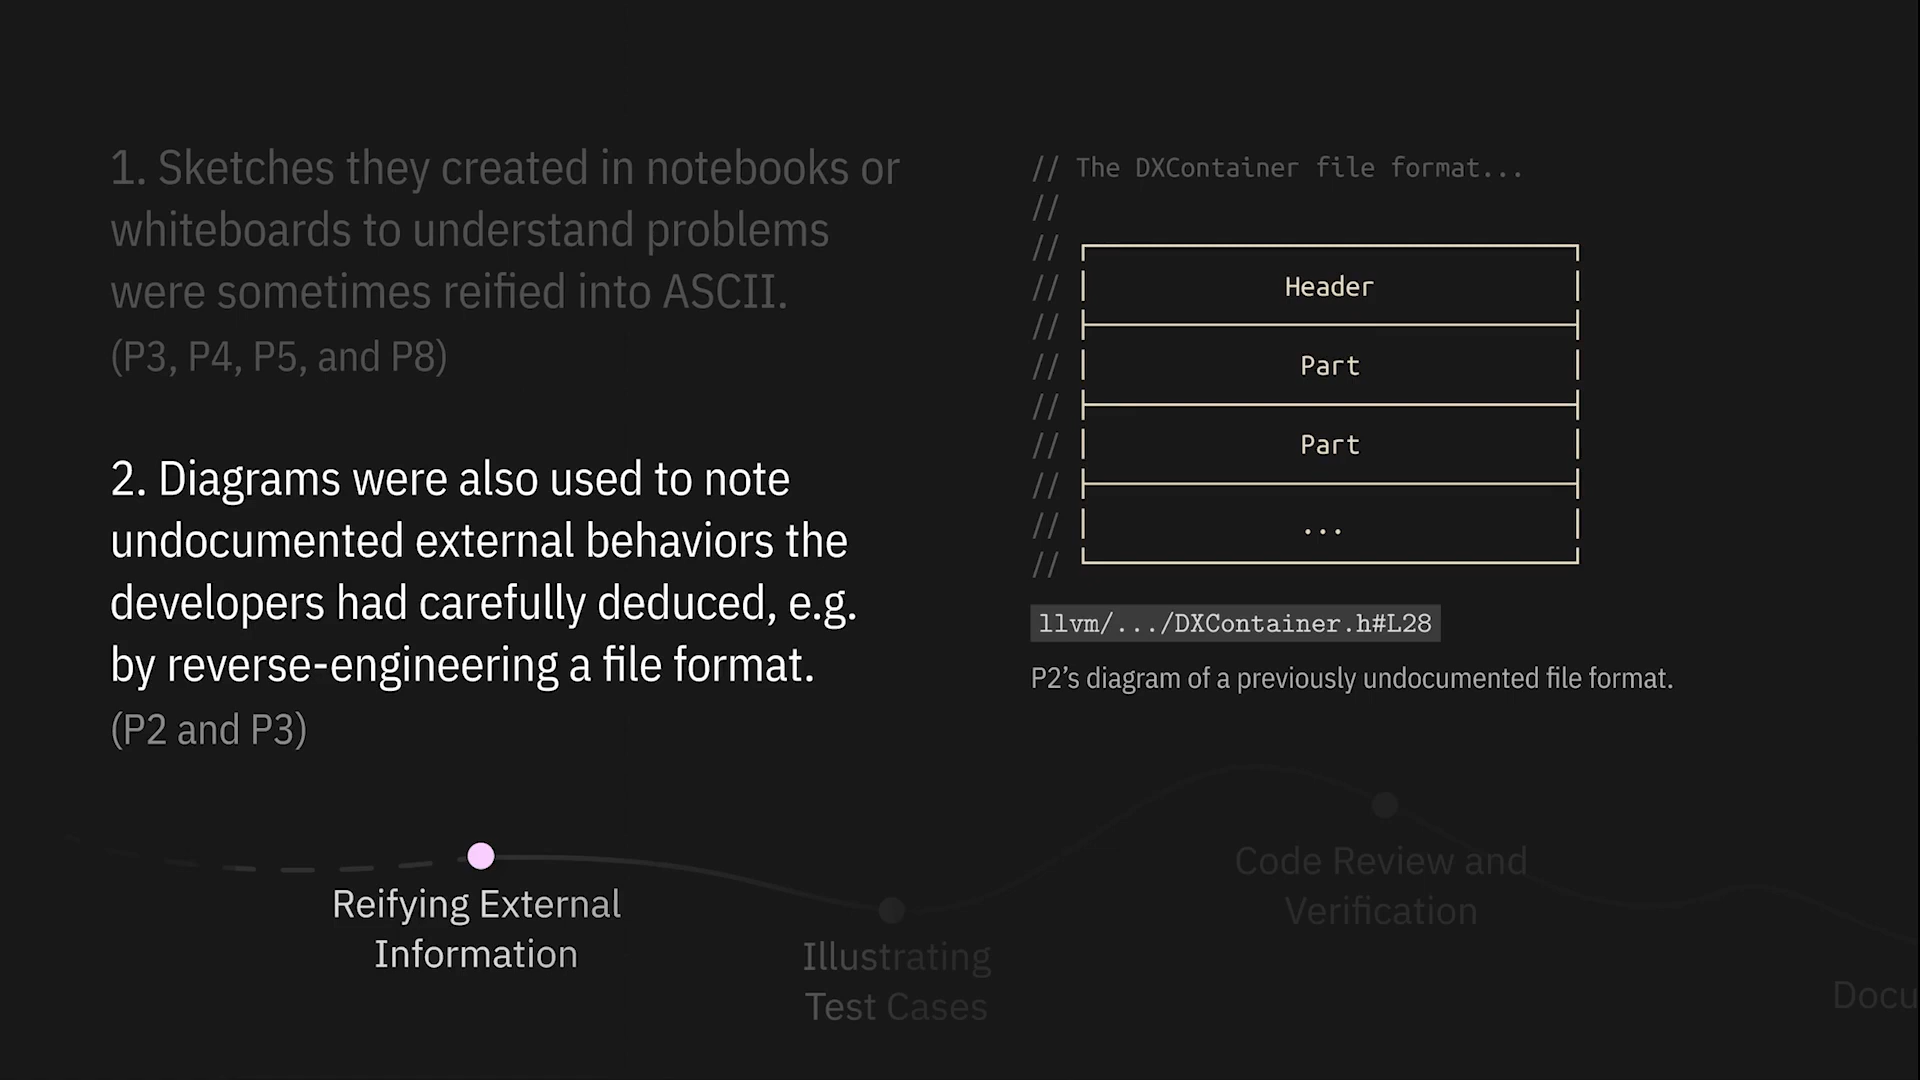 1. Sketches they created in notebooks or
whiteboards to understand problems
were sometimes reified into ASCII.
(P3, P4, P5, and P8)
2. Diagrams were also used to note
undocumented external behaviors the
developers had carefully deduced, e.g.
by reverse-engineering a file format.
(P2 and P3)
// The DXContainer file format...
//
//
// Header
//
// Part
//
// Part
//
// ...
//
llvm/.../DXContainer.h#L28
P2’s diagram of a previously undocumented file format.
Reifying External
Information
Illustrating
Test Cases
Code Review and
Verification
Docu